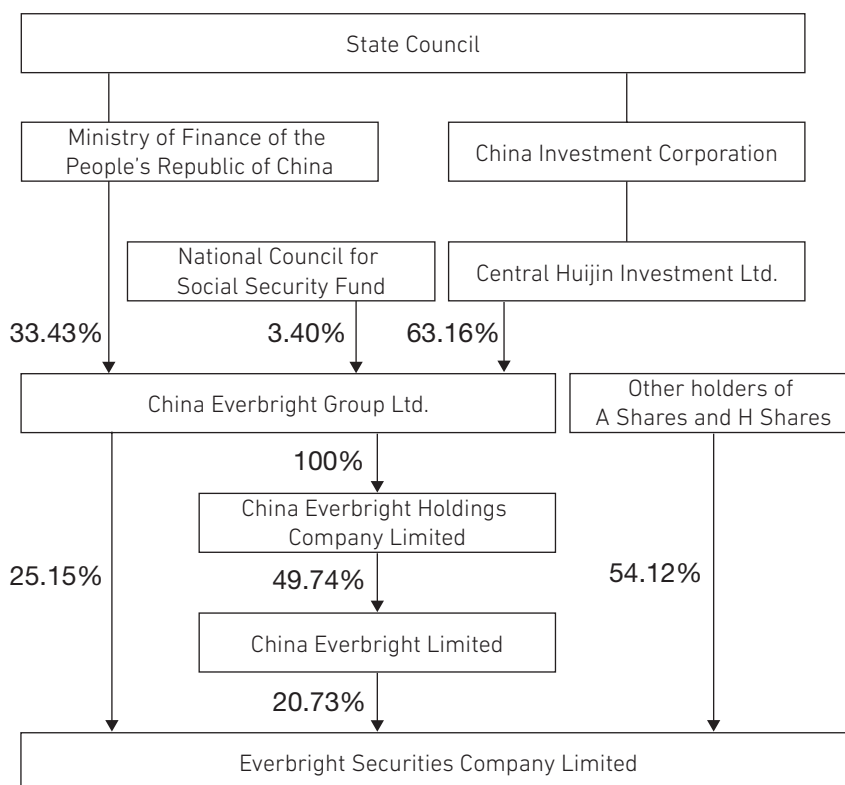 State Council
Ministry of Finance of the
People's Republic of China
China Investment Corporation
National Council for
Social Security Fund
Central Huijin Investment Ltd.
33.43%
3.40%
63.16%
China Everbright Group Ltd.
Other holders of
A Shares and H Shares
100%
China Everbright Holdings
Company Limited
25.15%
49.74%
54.12%
China Everbright Limited
20.73%
Everbright Securities Company Limited